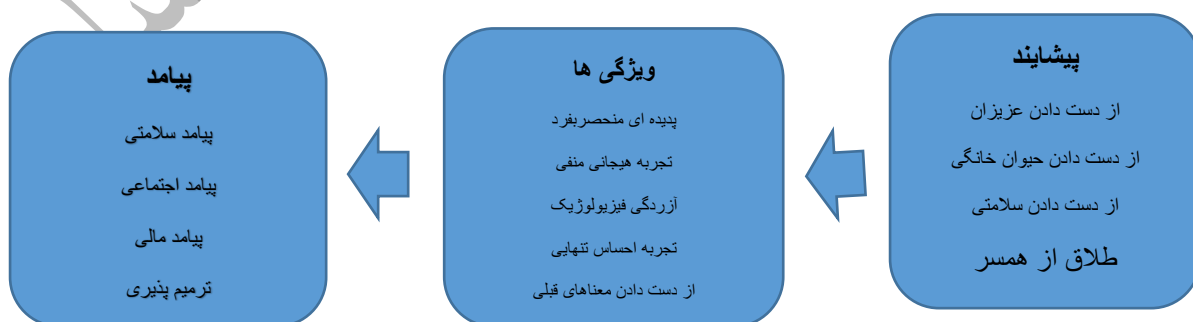 پیشایند
از دست دادن عزیزان
از دست دادن حیوان خانگی
از دست دادن سلامتی
طلاق از همسر
ویژگی ها
پدیده ای منحصربفرد
تجربه هیجانی منفی
آزردگی فیزیولوژیک
تجربه احساس تنهایی
از دست دادن معناهای قبلی
پیامد
پیامد سلامتی
پیامد اجتماعی
پیامد مالی
ترمیم پذیری